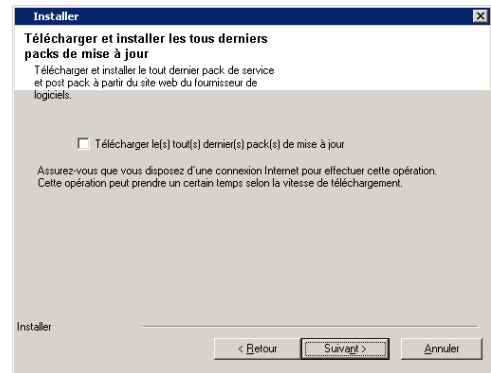 Installer
Télécharger et installer les tous derniers
packs de mise à jour
Télécharger et installer le tout dernier pack de service
et post pack à partir du site web du fournisseur de
logiciels.
Télécharger le(s) tout(s) dernier(s) pack(s) de mise à jour
Assurez-vous que vous disposez d'une connexion Internet pour effectuer cette opération.
Cette opération peut prendre un certain temps selon la vitesse de téléchargement.
Installer
< Retour
Suivant >
Annuler